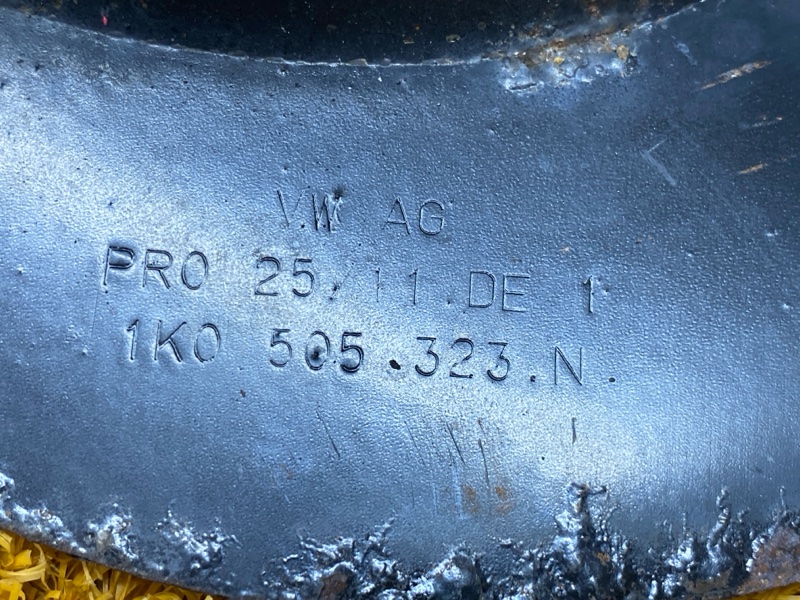 VW AG
PRO 25/11.DE 1
1K0 505.323.N.